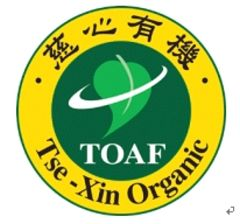 慈心有機
TOAF
Tse-Xin Organic